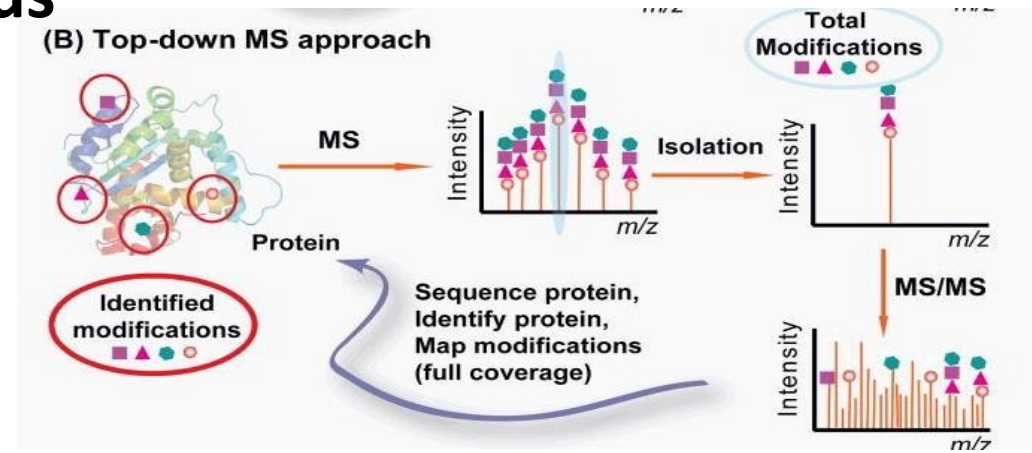 ds
m/z
m/z
(B) Top-down MS approach
Total
Modifications
MS
Intensity
m/z
Isolation
Intensity
m/z
Protein
Identified
modifications
Sequence protein,
Identify protein,
Map modifications
(full coverage)
MS/MS
Intensity
m/z